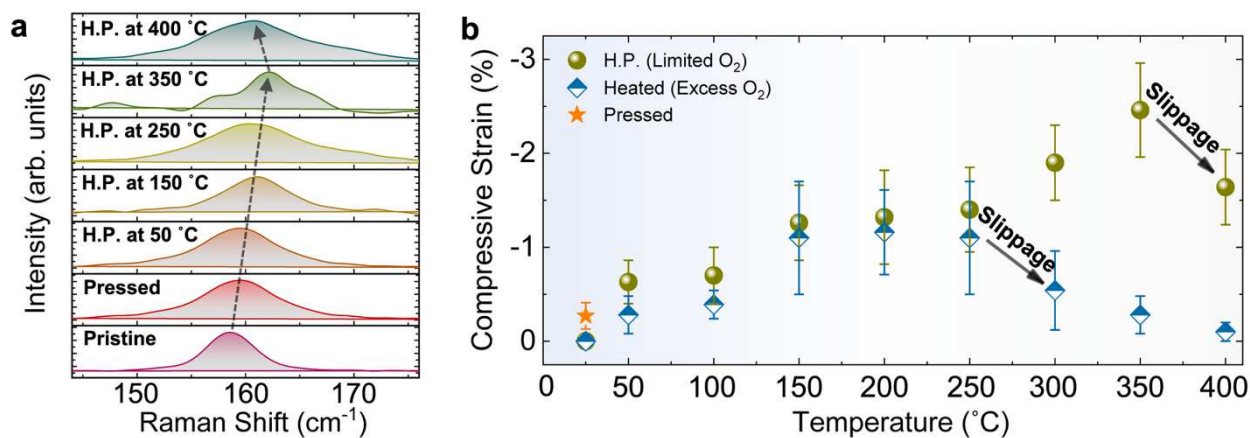 a
Intensity (arb. units)
H.P. at 400 ˚C
H.P. at 350 ˚C
H.P. at 250 ˚C
H.P. at 150 ˚C
H.P. at 50 ˚C
Pressed
Pristine
150 160 170
Raman Shift (cm⁻¹)
b
Compressive Strain (%)
-3
-2
-1
0
H.P. (Limited O₂)
Heated (Excess O₂)
Pressed
Slippage
Slippage
0 50 100 150 200 250 300 350 400
Temperature (˚C)